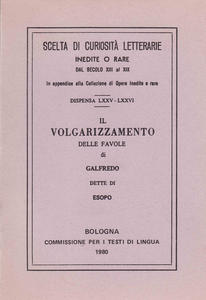 SCELTA DI CURIOSITÀ LETTERARIE
INEDITE O RARE
DAL SECOLO XIII al XIX
In appendice alla Collezione di Opere inedite e rare
DISPENSA LXXV-LXXVI
IL
VOLGARIZZAMENTO
DELLE FAVOLE
di
GALFREDO
DETTE DI
ESOPO
BOLOGNA
COMMISSIONE PER I TESTI DI LINGUA
1980